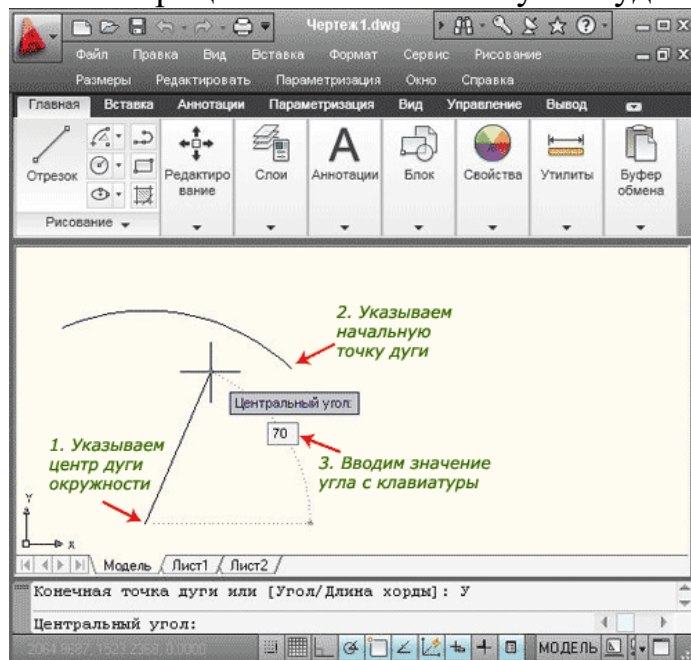 Чертеж1.dwg
Файл Правка Вид Вставка Формат Сервис Рисование
Размеры Редактировать Параметризация Окно Справка
Главная Вставка Аннотации Параметризация Вид Управление Вывод
Отрезок
Редактиро
вание
Слои
Аннотации
Блок
Свойства
Утилиты
Буфер
обмена
Рисование
2. Указываем
начальную
точку дуги
Центральный угол:
70
1. Указываем
центр дуги
окружности
3. Вводим значение
угла с клавиатуры
Y
X
Модель Лист1 Лист2
Конечная точка дуги или [Угол/Длина хорды]: У
Центральный угол:
МОДЕЛЬ